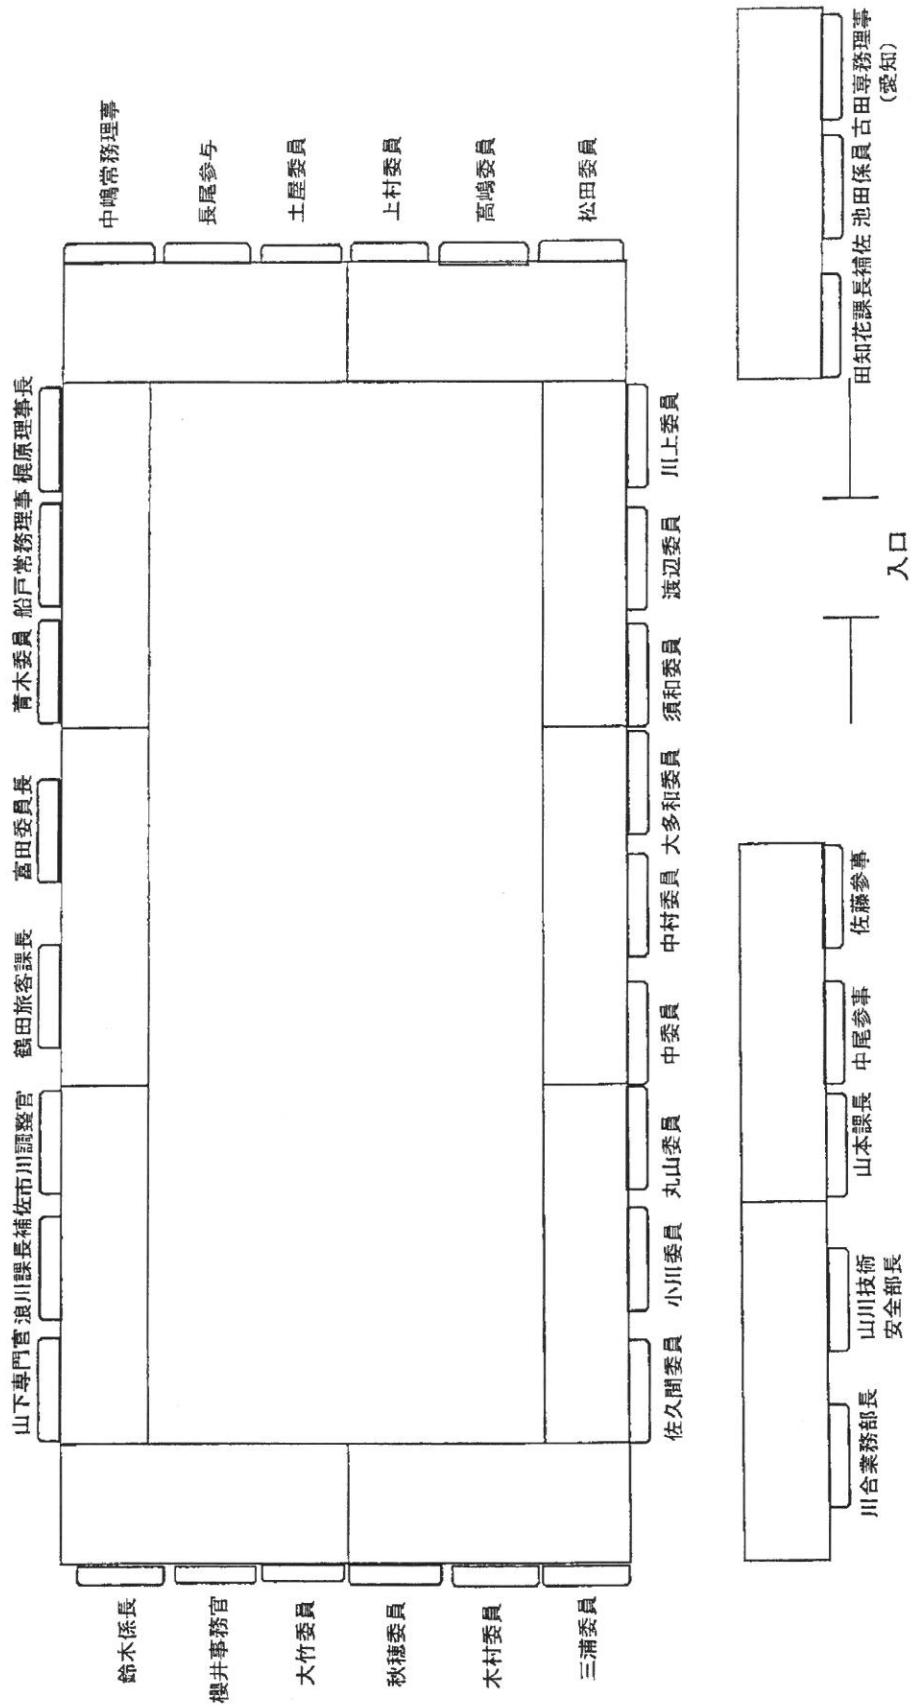 山下専門官
浪川課長補佐
市川調整官
鶴田旅客課長
富田委員長
青木委員
船戸常務理事
梶原理事長
鈴木係長
櫻井事務官
大竹委員
秋穂委員
木村委員
三浦委員
中嶋常務理事
長尾参与
土屋委員
上村委員
高嶋委員
松田委員
佐久間委員
小川委員
丸山委員
中委員
中村委員
大多和委員
須和委員
渡辺委員
川上委員
川合業務部長
山川技術
安全部長
山本課長
中尾参事
佐藤参事
入口
田知花課長補佐
池田係員
古田専務理事
(愛知)